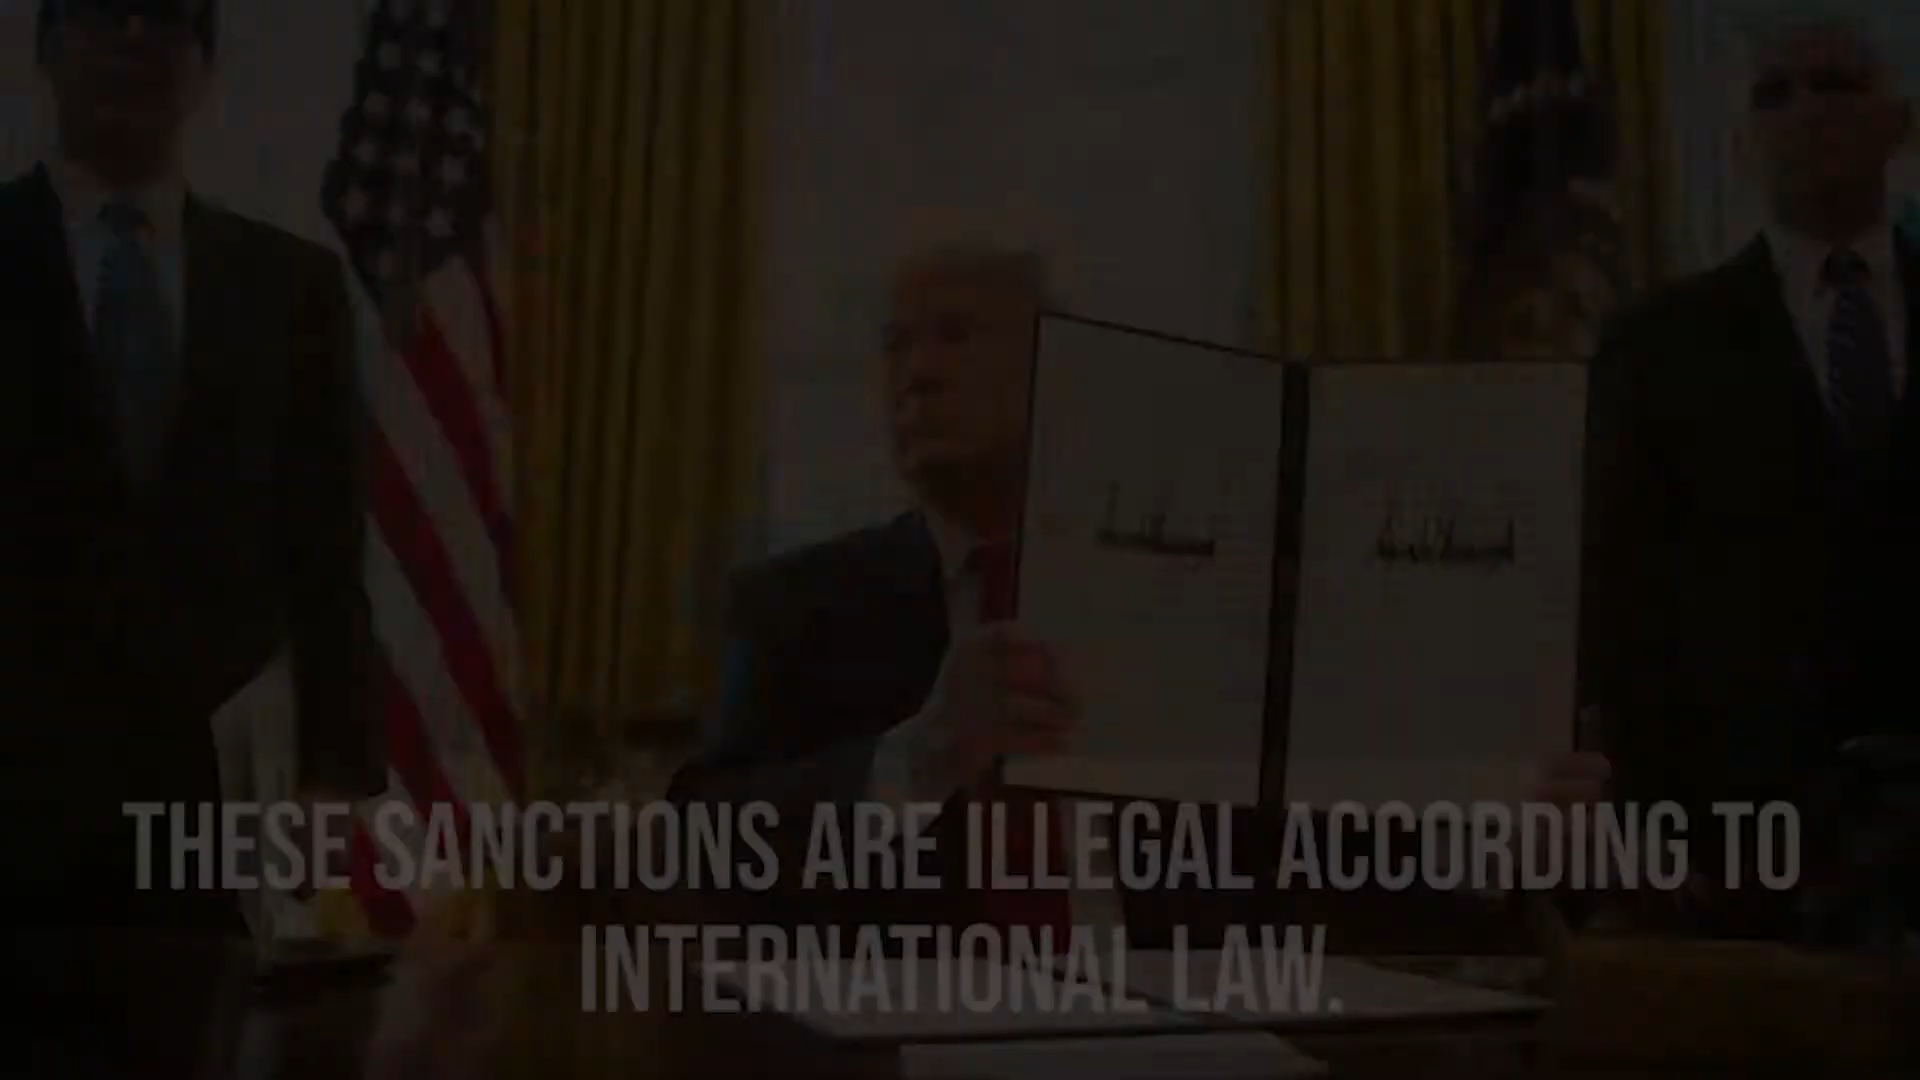 THESE SANCTIONS ARE ILLEGAL ACCORDING TO
INTERNATIONAL LAW.